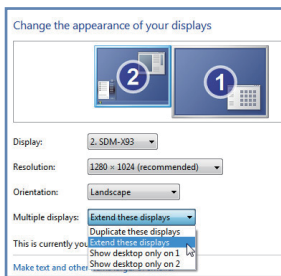 Change the appearance of your displays
2
1
Display: 2. SDM-X93
Resolution: 1280 × 1024 (recommended)
Orientation: Landscape
Multiple displays: Extend these displays
Duplicate these displays
This is currently you Extend these displays
Show desktop only on 1
Make text and other Show desktop only on 2